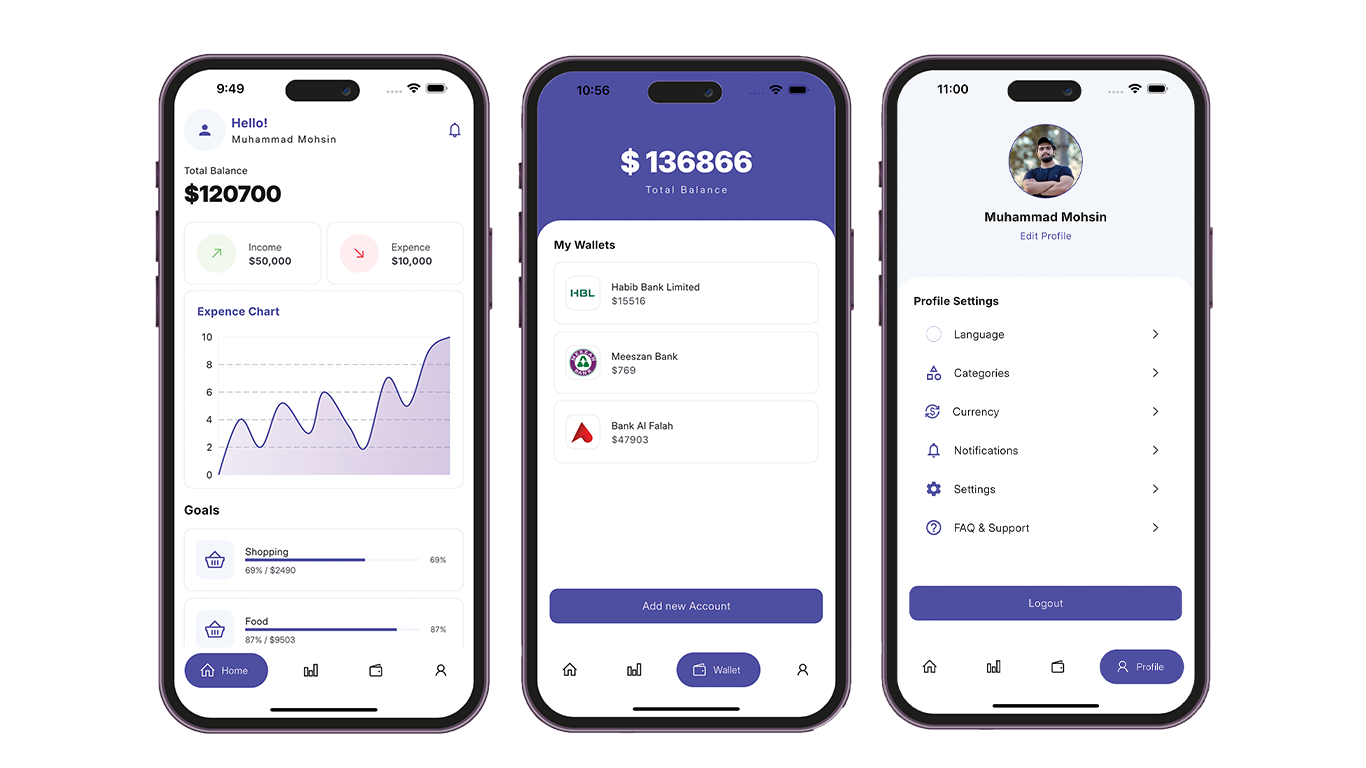 9:49
Hello!
Muhammad Mohsin
Total Balance
$120700
Income
$50,000
Expence
$10,000
Expence Chart
10
8
6
4
2
0
Goals
Shopping
69%
69% / $2490
Food
87%
87% / $9503
Home
10:56
$ 136866
Total Balance
My Wallets
HBL
Habib Bank Limited
$15516
MEEZAN BANK
Meeszan Bank
$769
Bank Al Falah
$47903
Add new Account
Wallet
11:00
Muhammad Mohsin
Edit Profile
Profile Settings
Language
Categories
Currency
Notifications
Settings
FAQ & Support
Logout
Profile